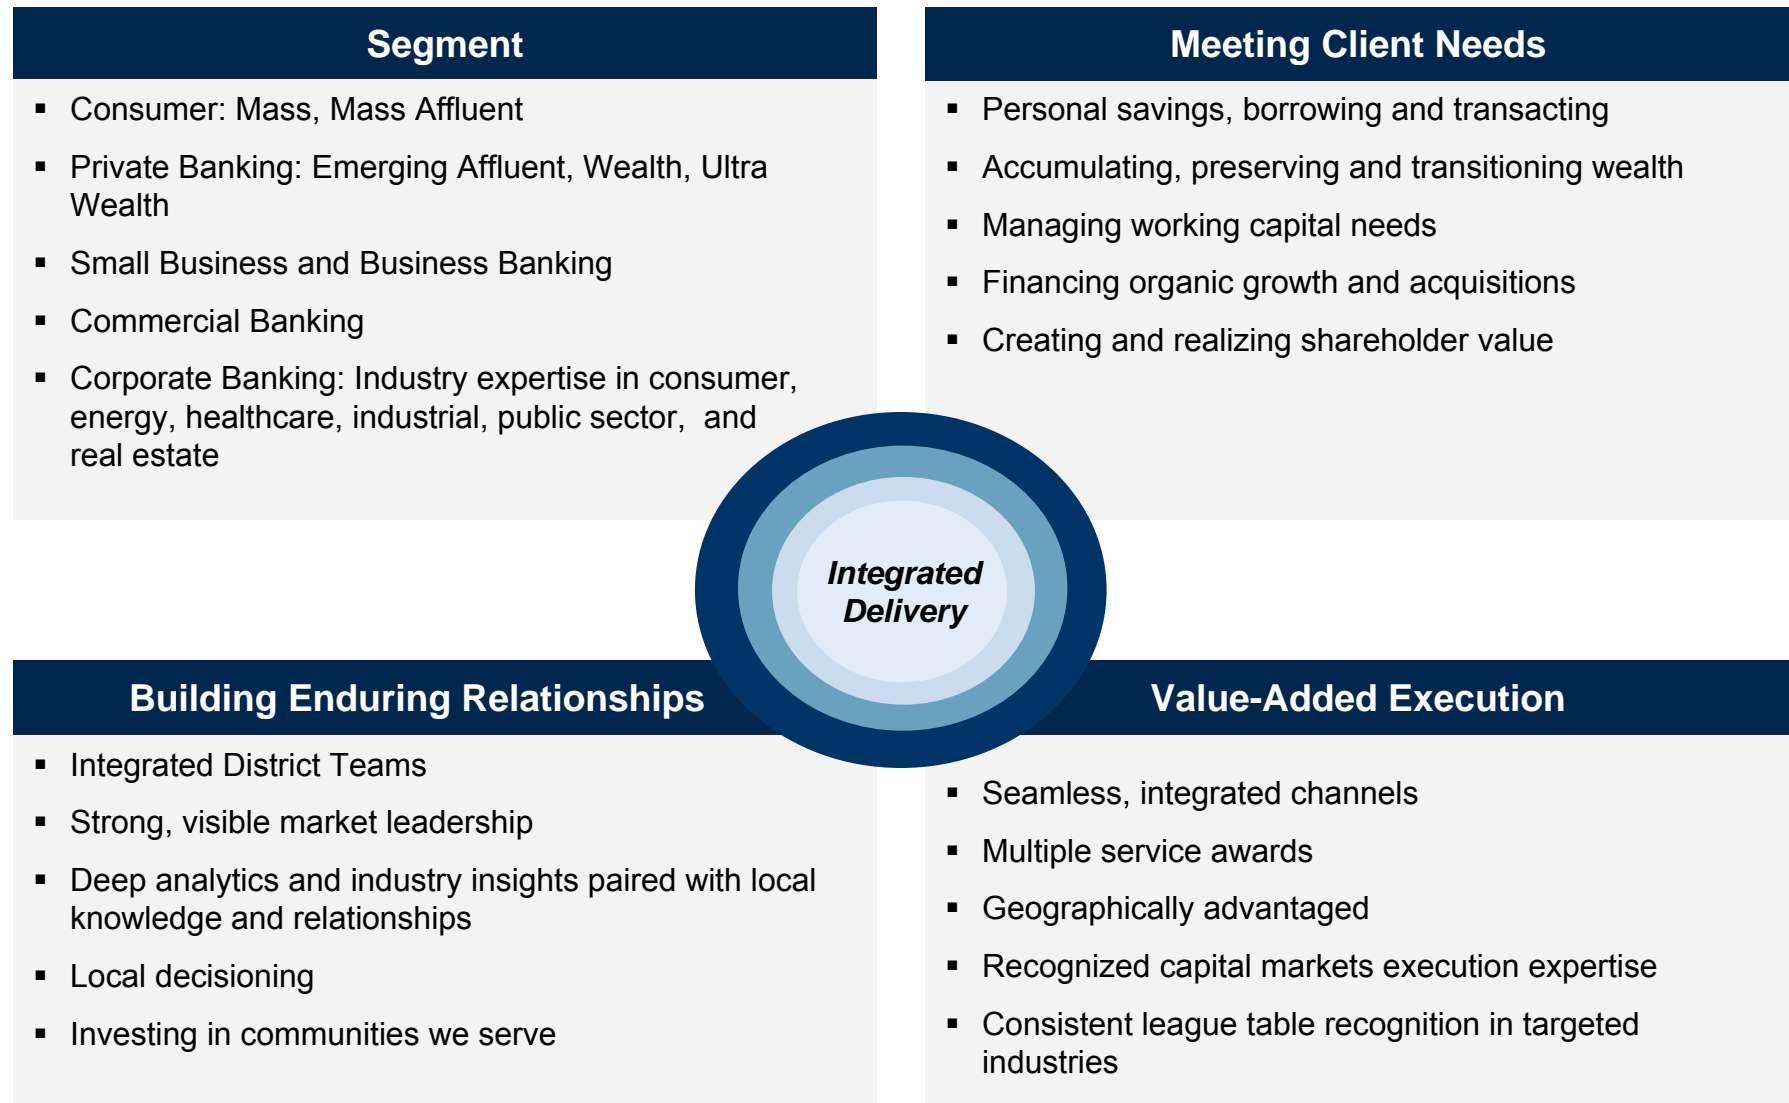 Segment
▪ Consumer: Mass, Mass Affluent
▪ Private Banking: Emerging Affluent, Wealth, Ultra
Wealth
▪ Small Business and Business Banking
▪ Commercial Banking
▪ Corporate Banking: Industry expertise in consumer,
energy, healthcare, industrial, public sector,  and
real estate
Meeting Client Needs
▪ Personal savings, borrowing and transacting
▪ Accumulating, preserving and transitioning wealth
▪ Managing working capital needs
▪ Financing organic growth and acquisitions
▪ Creating and realizing shareholder value
Integrated
Delivery
Building Enduring Relationships
▪ Integrated District Teams
▪ Strong, visible market leadership
▪ Deep analytics and industry insights paired with local
knowledge and relationships
▪ Local decisioning
▪ Investing in communities we serve
Value-Added Execution
▪ Seamless, integrated channels
▪ Multiple service awards
▪ Geographically advantaged
▪ Recognized capital markets execution expertise
▪ Consistent league table recognition in targeted
industries